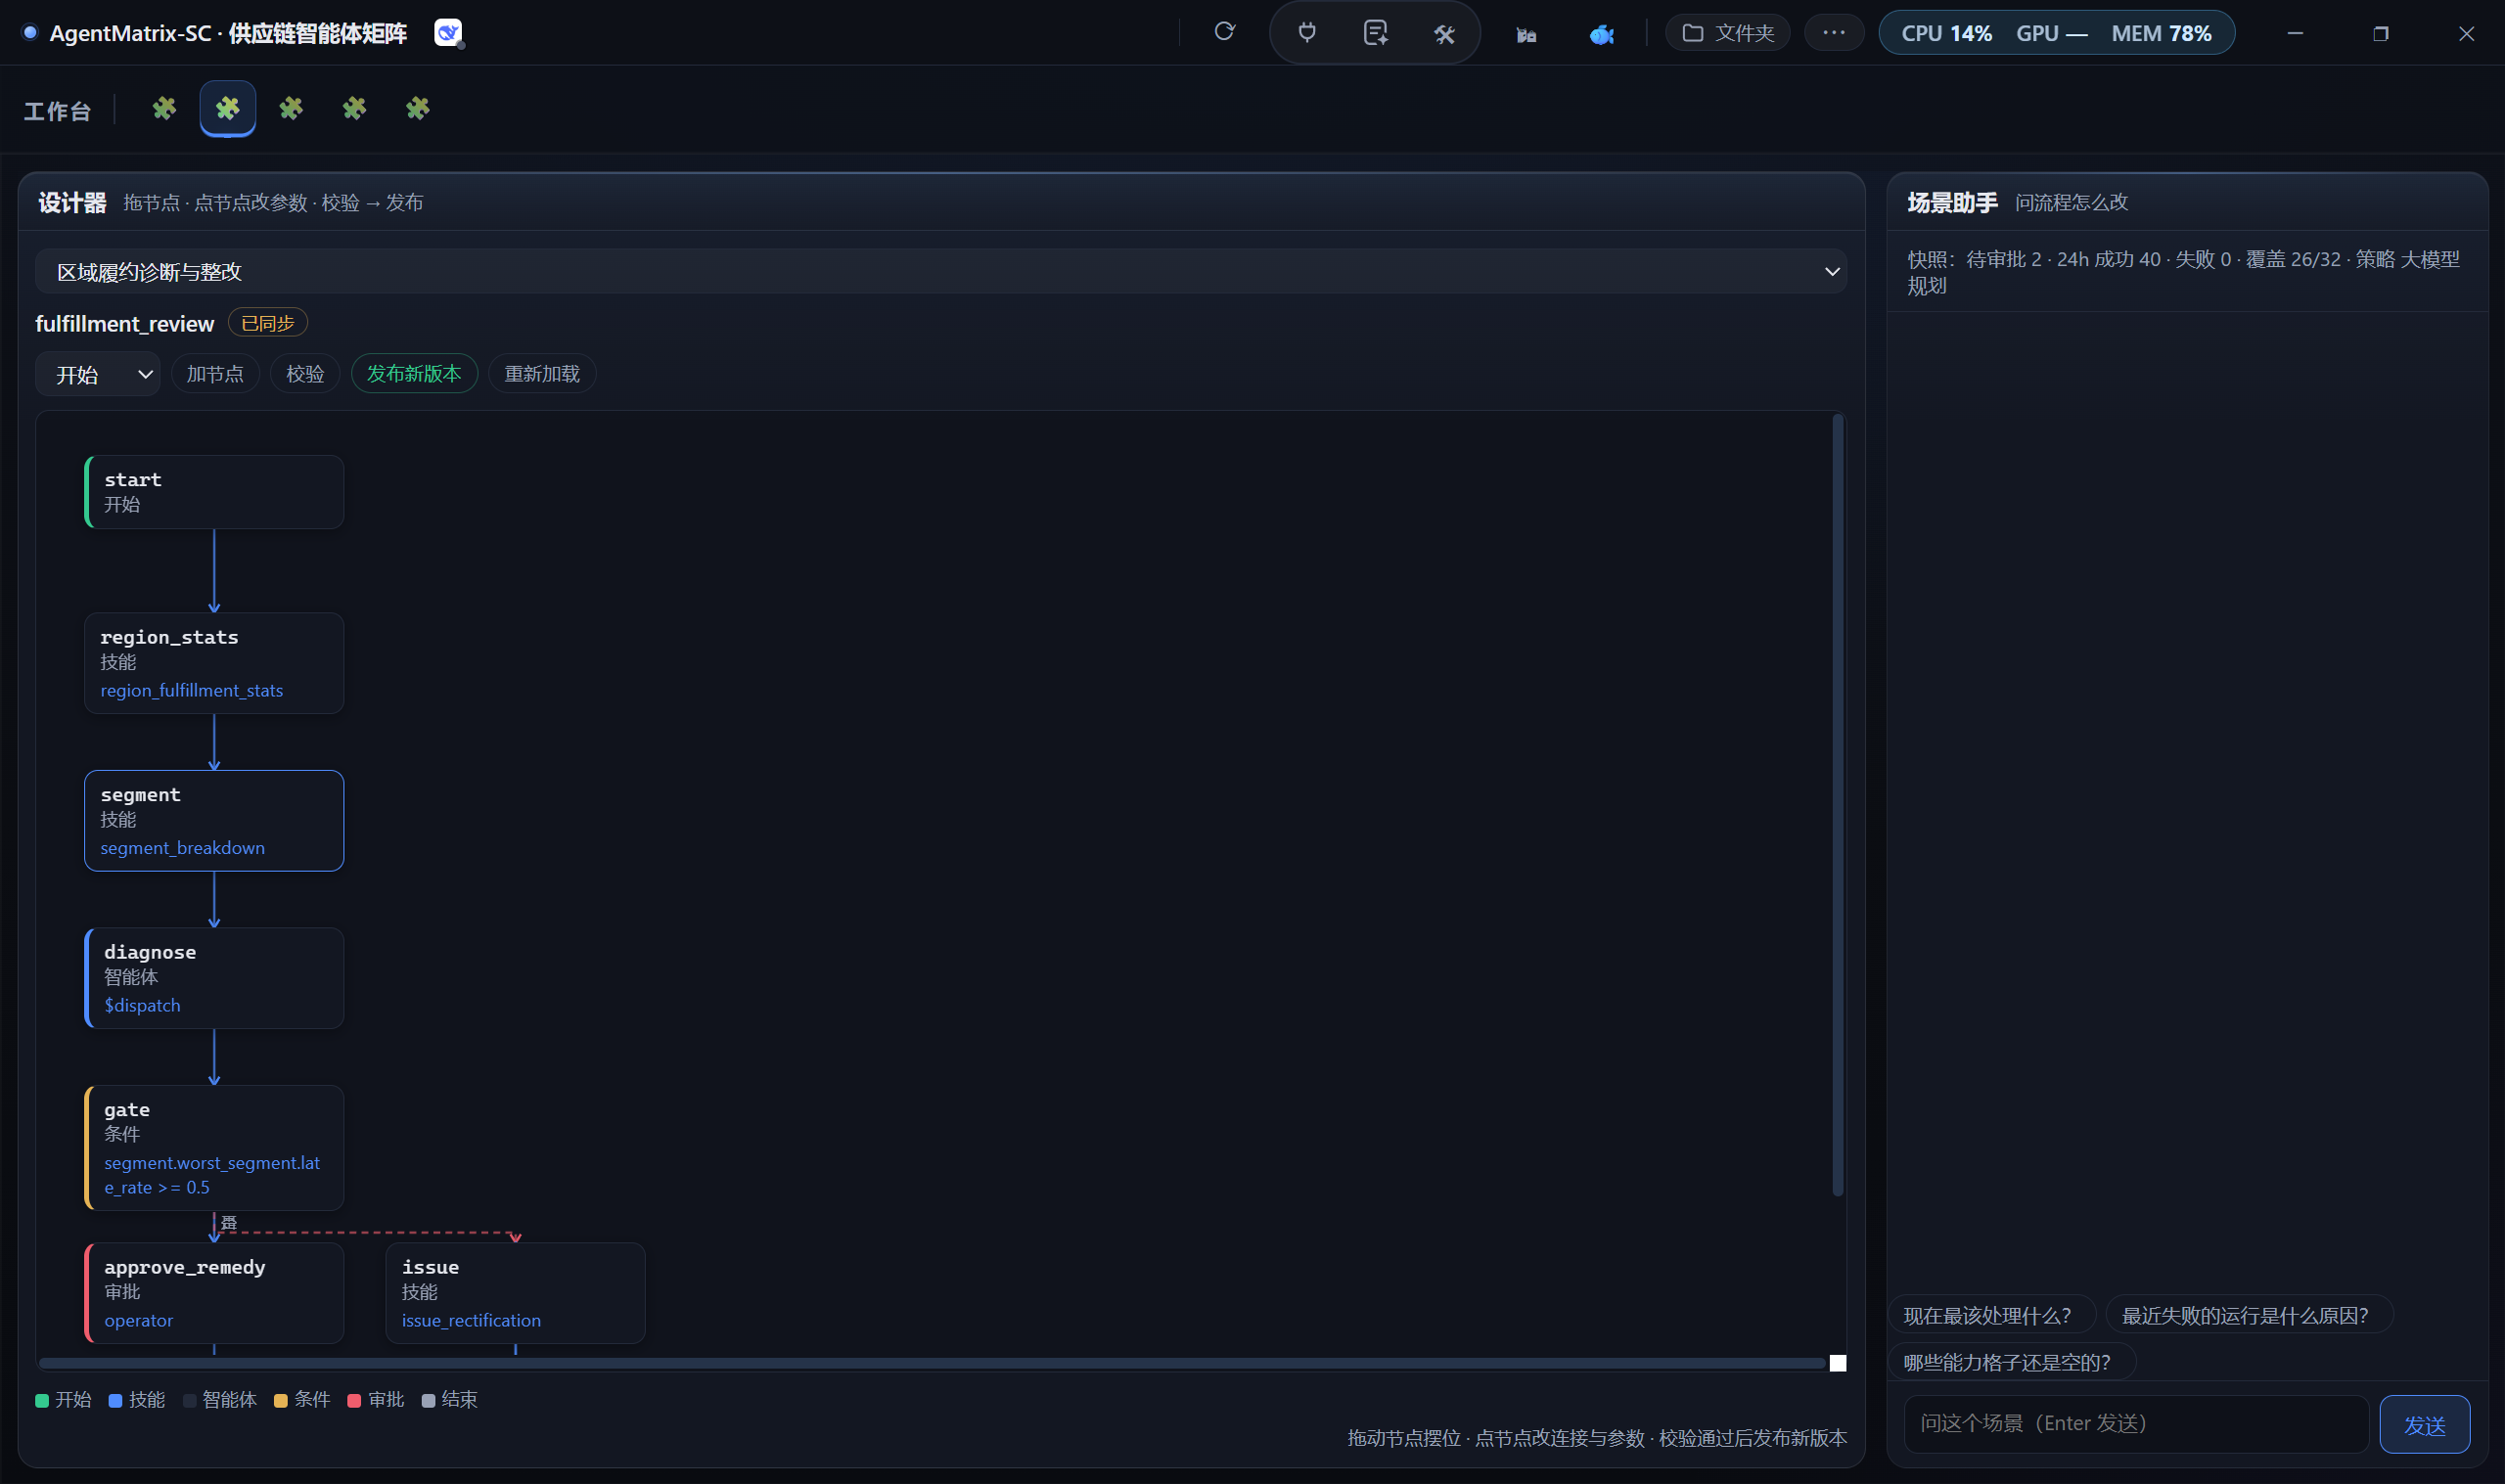 AgentMatrix-SC · 供应链智能体矩阵
文件夹
···
CPU 14% GPU — MEM 78%
工作台
设计器 拖节点 · 点节点改参数 · 校验 → 发布
区域履约诊断与整改
fulfillment_review 已同步
开始 加节点 校验 发布新版本 重新加载
start
开始
region_stats
技能
region_fulfillment_stats
segment
技能
segment_breakdown
diagnose
智能体
$dispatch
gate
条件
segment.worst_segment.lat
e_rate >= 0.5
approve_remedy
审批
operator
issue
技能
issue_rectification
开始 技能 智能体 条件 审批 结束
拖动节点摆位 · 点节点改连接与参数 · 校验通过后发布新版本
场景助手 问流程怎么改
快照：待审批 2 · 24h 成功 40 · 失败 0 · 覆盖 26/32 · 策略 大模型
规划
现在最该处理什么？ 最近失败的运行是什么原因？
哪些能力格子还是空的？
问这个场景（Enter 发送） 发送